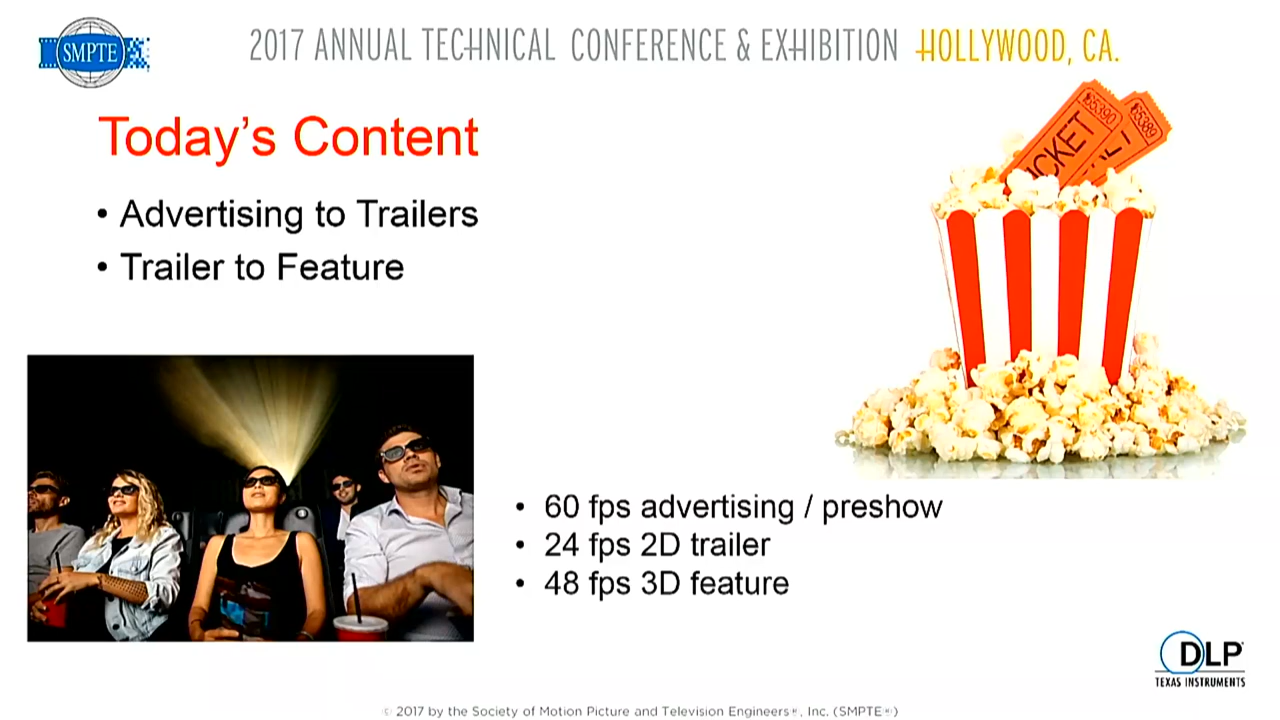 SMPTE
2017 ANNUAL TECHNICAL CONFERENCE & EXHIBITION HOLLYWOOD, CA.
Today's Content
• Advertising to Trailers
• Trailer to Feature
65390
65389
• 60 fps advertising / preshow
• 24 fps 2D trailer
• 48 fps 3D feature
DLP
TEXAS INSTRUMENTS
© 2017 by the Society of Motion Picture and Television Engineers®, Inc. (SMPTE®)